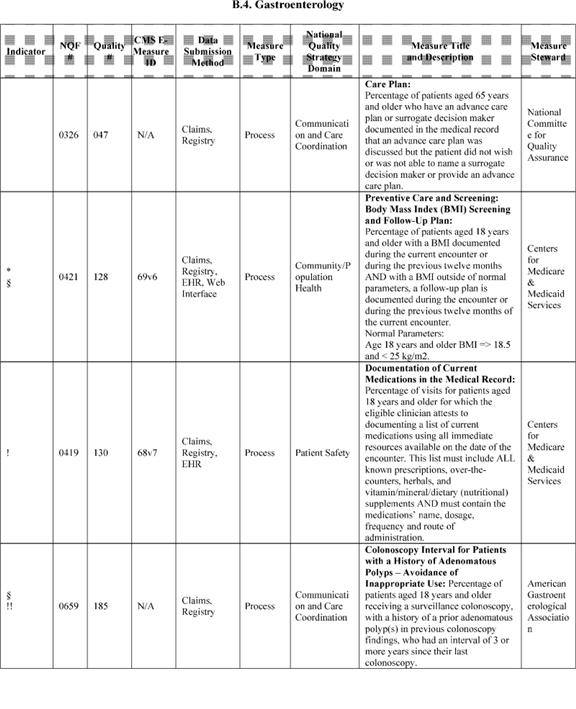 B.4. Gastroenterology
Indicator
NQF
#
Quality
#
CMS E-
Measure
ID
Data
Submission
Method
Measure
Type
National
Quality
Strategy
Domain
Measure Title
and Description
Measure
Steward
0326
047
N/A
Claims,
Registry
Process
Communicati
on and Care
Coordination
Care Plan:
Percentage of patients aged 65 years
and older who have an advance care
plan or surrogate decision maker
documented in the medical record
that an advance care plan was
discussed but the patient did not wish
or was not able to name a surrogate
decision maker or provide an advance
care plan.
National
Committe
e for
Quality
Assurance
*
§
0421
128
69v6
Claims,
Registry,
EHR, Web
Interface
Process
Community/P
opulation
Health
Preventive Care and Screening:
Body Mass Index (BMI) Screening
and Follow-Up Plan:
Percentage of patients aged 18 years
and older with a BMI documented
during the current encounter or
during the previous twelve months
AND with a BMI outside of normal
parameters, a follow-up plan is
documented during the encounter or
during the previous twelve months of
the current encounter.
Normal Parameters:
Age 18 years and older BMI => 18.5
and < 25 kg/m2.
Centers
for
Medicare
&
Medicaid
Services
!
0419
130
68v7
Claims,
Registry,
EHR
Process
Patient Safety
Documentation of Current
Medications in the Medical Record:
Percentage of visits for patients aged
18 years and older for which the
eligible clinician attests to
documenting a list of current
medications using all immediate
resources available on the date of the
encounter. This list must include ALL
known prescriptions, over-the-
counters, herbals, and
vitamin/mineral/dietary (nutritional)
supplements AND must contain the
medications' name, dosage,
frequency and route of
administration.
Centers
for
Medicare
&
Medicaid
Services
§
!!
0659
185
N/A
Claims,
Registry
Process
Communicati
on and Care
Coordination
Colonoscopy Interval for Patients
with a History of Adenomatous
Polyps – Avoidance of
Inappropriate Use: Percentage of
patients aged 18 years and older
receiving a surveillance colonoscopy,
with a history of a prior adenomatous
polyp(s) in previous colonoscopy
findings, who had an interval of 3 or
more years since their last
colonoscopy.
American
Gastroent
erological
Associatio
n